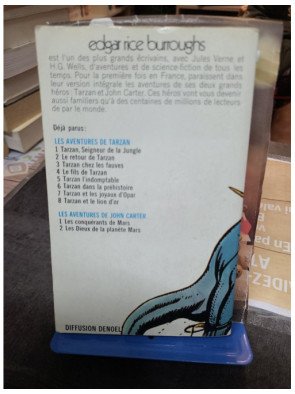 edgar rice burroughs
est l'un des plus grands écrivains, avec Jules Verne et
H.G. Wells, d'aventures et de science-fiction de tous les
temps. Pour la première fois en France, paraissent dans
leur version intégrale les aventures de ses deux grands
héros : Tarzan et John Carter. Ces héros vont vous devenir
aussi familiers qu'à des centaines de millions de lecteurs
de par le monde.
Déjà parus:
LES AVENTURES DE TARZAN
1 Tarzan, Seigneur de la Jungle
2 Le retour de Tarzan
3 Tarzan chez les fauves
4 Le fils de Tarzan
5 Tarzan l'indomptable
6 Tarzan dans la préhistoire
7 Tarzan et les joyaux d'Opar
8 Tarzan et le lion d'or
LES AVENTURES DE JOHN CARTER
1 Les conquérants de Mars
2 Les Dieux de la planète Mars
DIFFUSION DENOEL